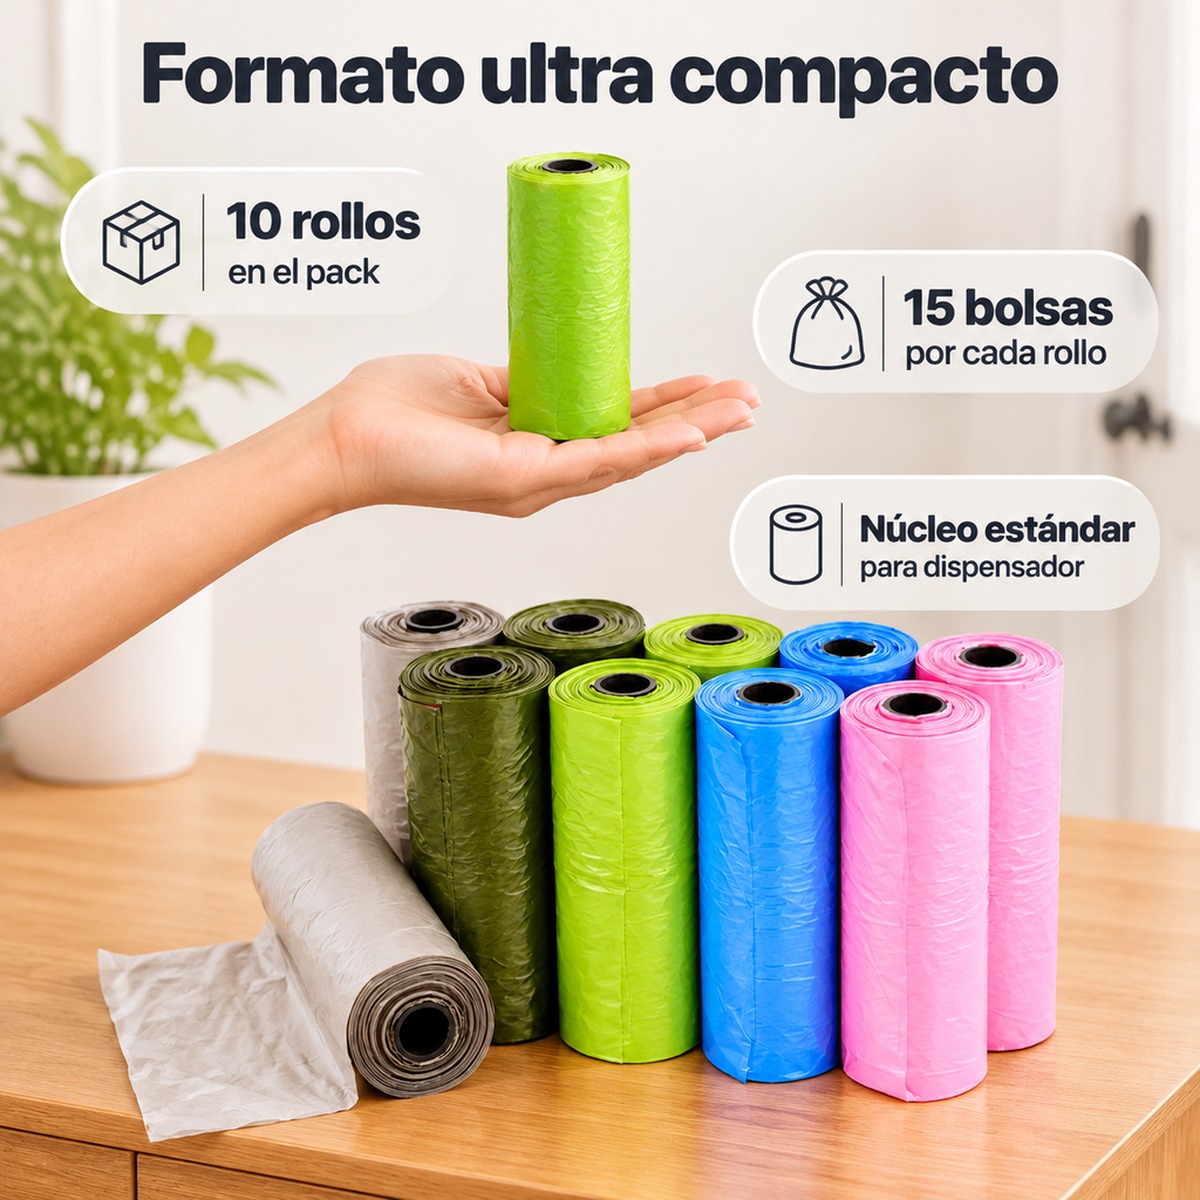 Formato ultra compacto
10 rollos
en el pack
15 bolsas
por cada rollo
Núcleo estándar
para dispensador